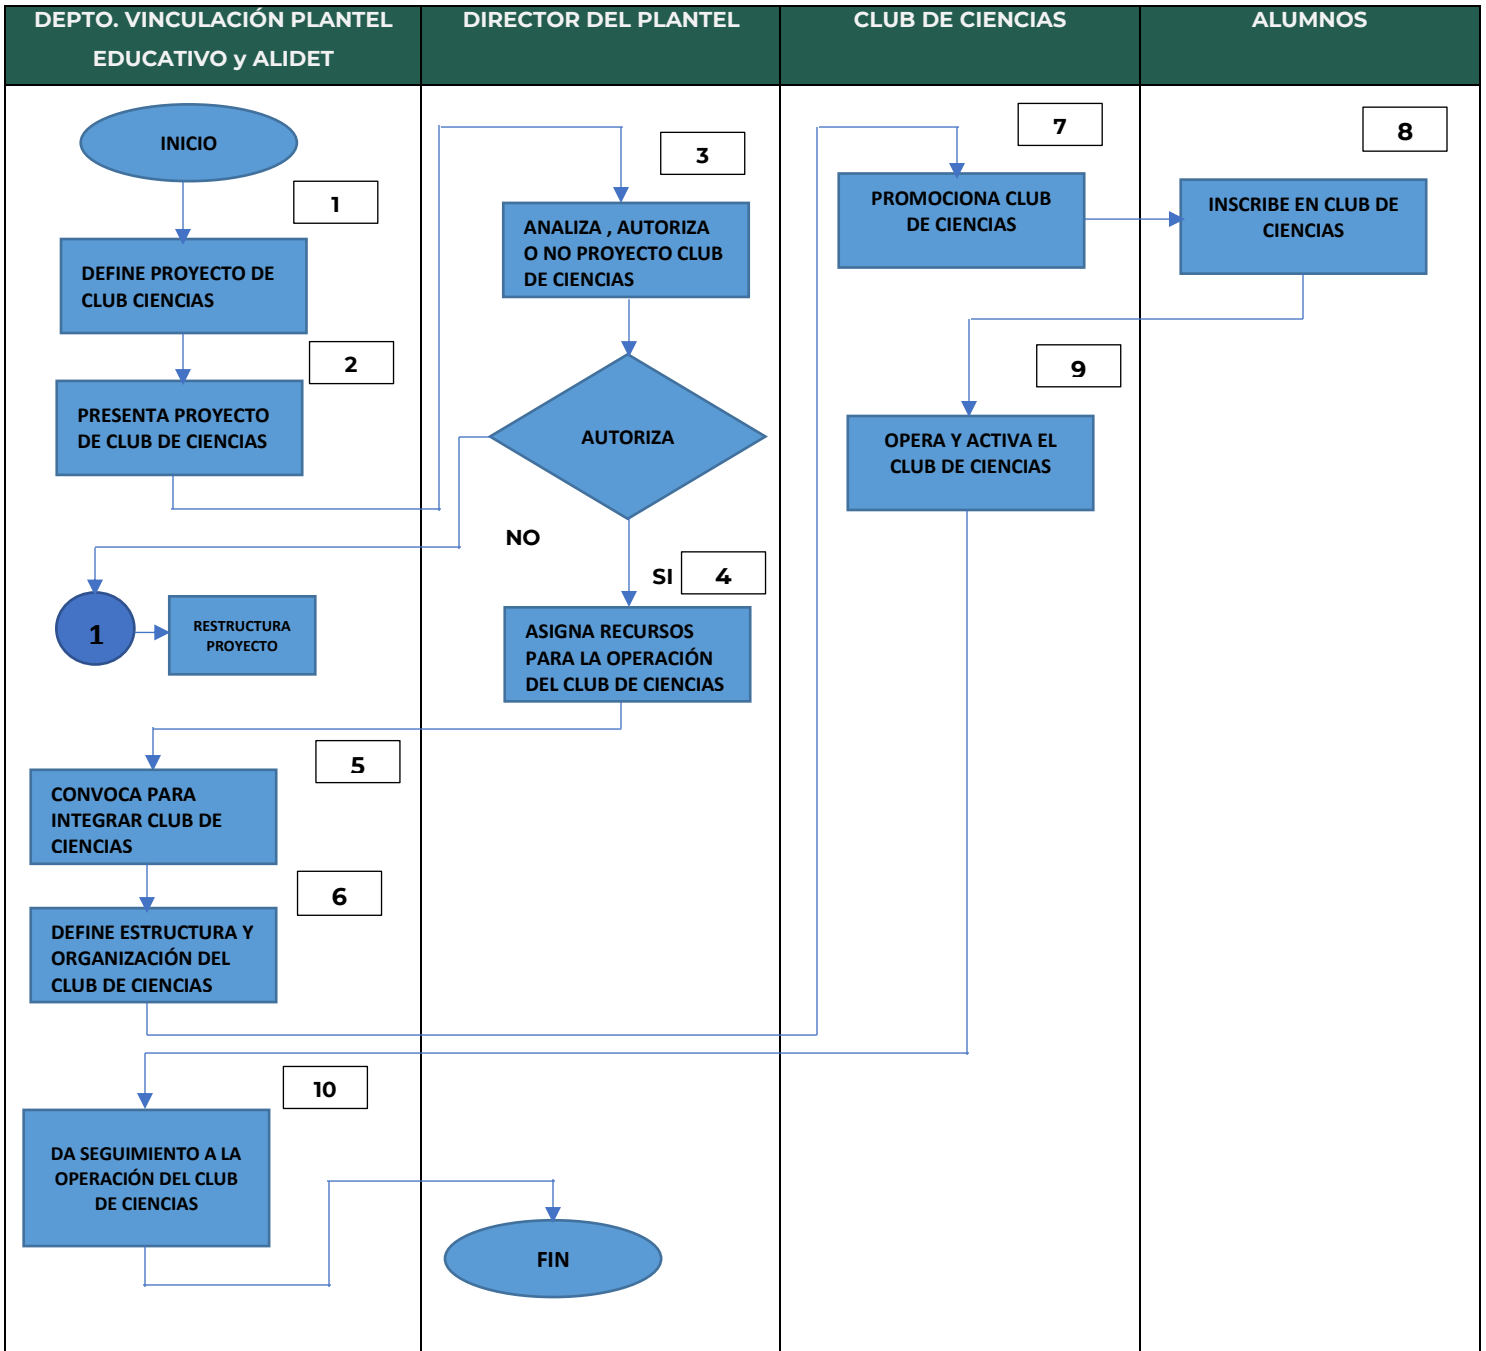 DEPTO. VINCULACIÓN PLANTEL
EDUCATIVO y ALIDET
DIRECTOR DEL PLANTEL
CLUB DE CIENCIAS
ALUMNOS
INICIO
1
DEFINE PROYECTO DE
CLUB CIENCIAS
2
PRESENTA PROYECTO
DE CLUB DE CIENCIAS
3
ANALIZA , AUTORIZA
O NO PROYECTO CLUB
DE CIENCIAS
AUTORIZA
NO
1
RESTRUCTURA
PROYECTO
SI
4
ASIGNA RECURSOS
PARA LA OPERACIÓN
DEL CLUB DE CIENCIAS
5
CONVOCA PARA
INTEGRAR CLUB DE
CIENCIAS
6
DEFINE ESTRUCTURA Y
ORGANIZACIÓN DEL
CLUB DE CIENCIAS
7
PROMOCIONA CLUB
DE CIENCIAS
8
INSCRIBE EN CLUB DE
CIENCIAS
9
OPERA Y ACTIVA EL
CLUB DE CIENCIAS
10
DA SEGUIMIENTO A LA
OPERACIÓN DEL CLUB
DE CIENCIAS
FIN